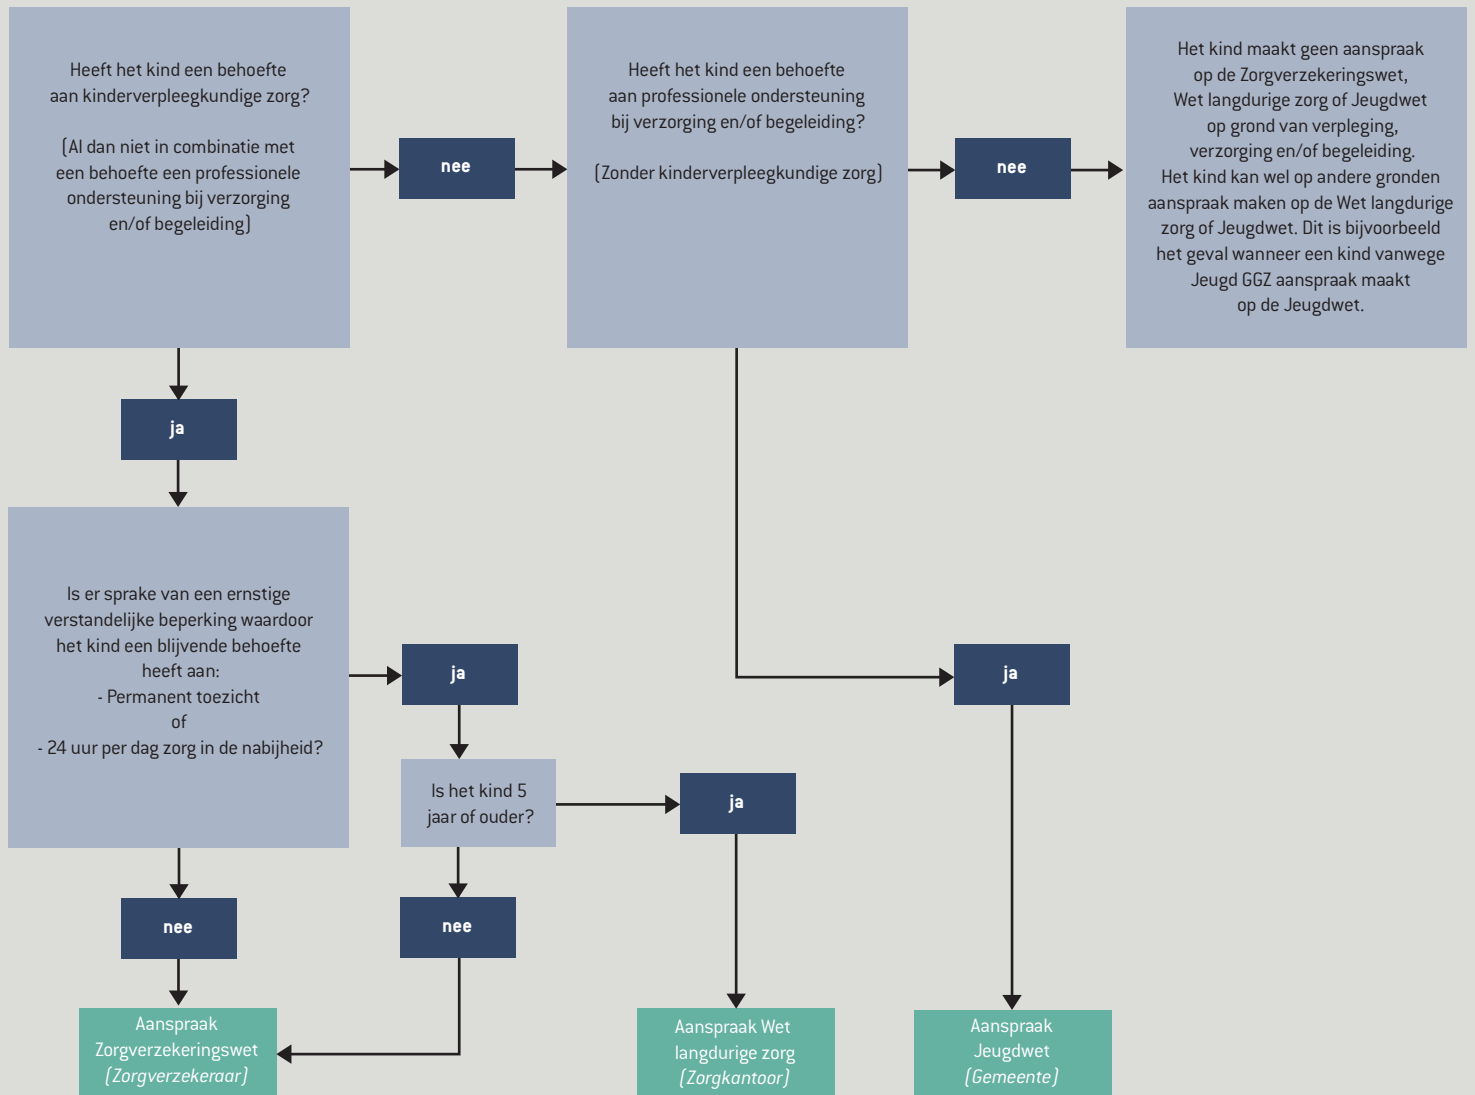 Heeft het kind een behoefte
aan kinderverpleegkundige zorg?
(Al dan niet in combinatie met
een behoefte een professionele
ondersteuning bij verzorging
en/of begeleiding)
nee
Heeft het kind een behoefte
aan professionele ondersteuning
bij verzorging en/of begeleiding?
(Zonder kinderverpleegkundige zorg)
nee
Het kind maakt geen aanspraak
op de Zorgverzekeringswet,
Wet langdurige zorg of Jeugdwet
op grond van verpleging,
verzorging en/of begeleiding.
Het kind kan wel op andere gronden
aanspraak maken op de Wet langdurige
zorg of Jeugdwet. Dit is bijvoorbeeld
het geval wanneer een kind vanwege
Jeugd GGZ aanspraak maakt
op de Jeugdwet.
ja
Is er sprake van een ernstige
verstandelijke beperking waardoor
het kind een blijvende behoefte
heeft aan:
- Permanent toezicht
of
- 24 uur per dag zorg in de nabijheid?
ja
ja
Is het kind 5
jaar of ouder?
ja
nee
nee
Aanspraak
Zorgverzekeringswet
(Zorgverzekeraar)
Aanspraak Wet
langdurige zorg
(Zorgkantoor)
Aanspraak
Jeugdwet
(Gemeente)